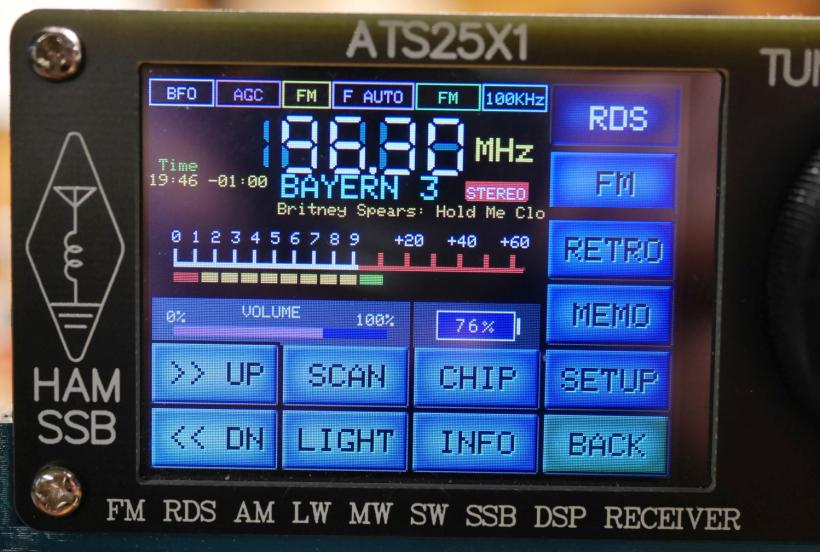 ATS25X1
BFO AGC FM F AUTO FM 100KHz RDS
MHz
Time
19:46 -01:00 BAYERN 3 STEREO FM
Britney Spears: Hold Me Clo
0 1 2 3 4 5 6 7 8 9 +20 +40 +60 RETRO
0% VOLUME 100% 76% MEMO
>> UP SCAN CHIP SETUP
<< DN LIGHT INFO BACK
HAM
SSB
FM RDS AM LW MW SW SSB DSP RECEIVER